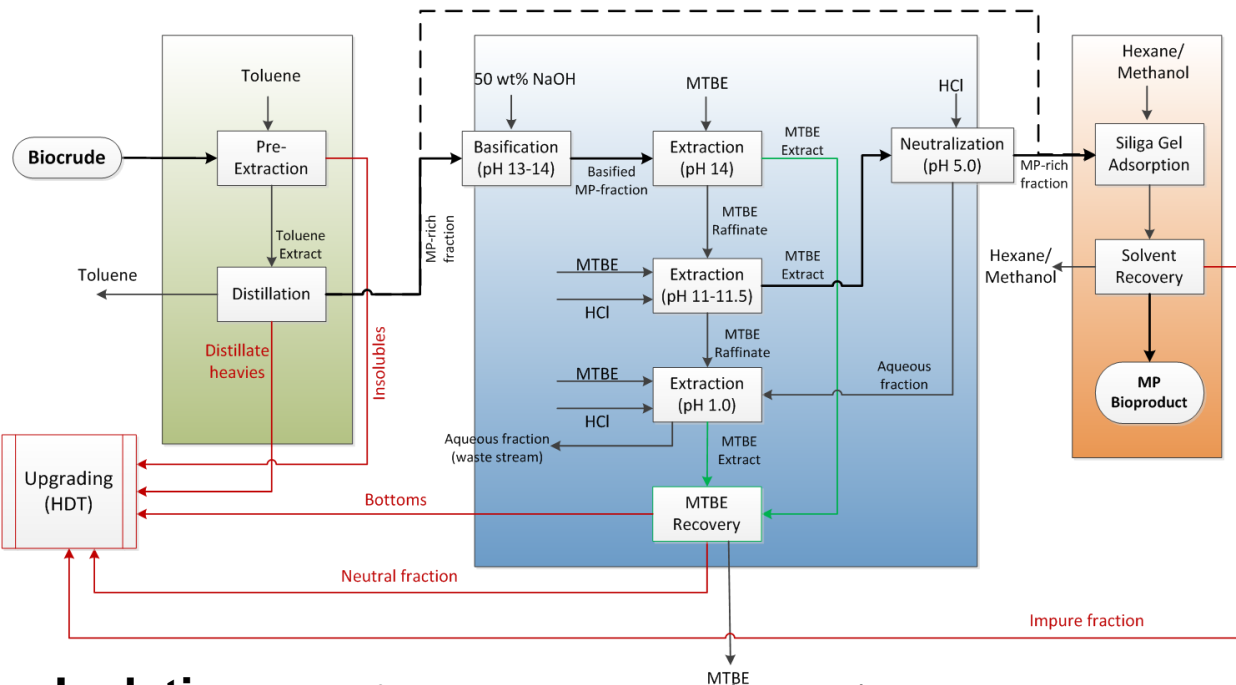 Toluene
50 wt% NaOH
MTBE
HCl
Hexane/
Methanol
Biocrude
Pre-
Extraction
Basification
(pH 13-14)
Basified
MP-fraction
Extraction
(pH 14)
MTBE
Extract
Neutralization
(pH 5.0)
MP-rich
fraction
Siliga Gel
Adsorption
Toluene
Extract
MP-rich
fraction
MTBE
Raffinate
Toluene
Distillation
MTBE
HCl
Extraction
(pH 11-11.5)
MTBE
Extract
Hexane/
Methanol
Solvent
Recovery
Distillate
heavies
Insolubles
MTBE
Raffinate
MTBE
HCl
Extraction
(pH 1.0)
Aqueous
fraction
MP
Bioproduct
Aqueous fraction
(waste stream)
MTBE
Extract
Upgrading
(HDT)
Bottoms
MTBE
Recovery
Neutral fraction
Impure fraction
MTBE